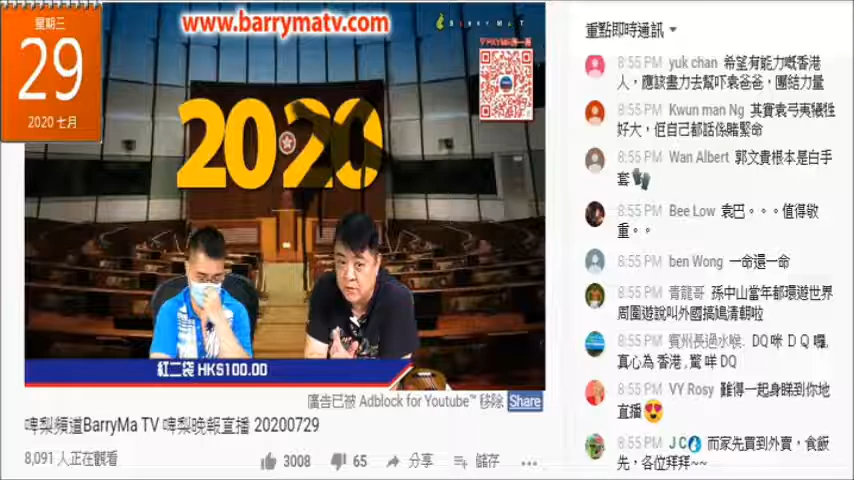 星期三
29
2020 七月
www.barrymatv.com
BARRYMAT
2020
紅二袋 HK$100.00
廣告已被 Adblock for Youtube™ 移除 Share
啤梨頻道BarryMa TV 啤梨晚報直播 20200729
8,091 人正在觀看
3008
65
分享
儲存
重點即時通訊
8:55 PM yuk chan 希望有能力嘅香港
人，應該盡力去幫吓袁爸爸，團結力量
8:55 PM Kwun man Ng 其實袁弓夷犧牲
好大，佢自己都話係賭緊命
8:55 PM Wan Albert 郭文貴根本是白手
套
8:55 PM Bee Low 袁巴。。。值得敬
重。。
8:55 PM ben Wong 一命還一命
8:55 PM 青龍哥 孫中山當年都環遊世界
周圍遊說叫外國搞鳩清朝啦
8:55 PM 賓州長過水喉. DQ咪 D Q 囉,
真心為 香港 , 驚 咩 DQ
8:55 PM VY Rosy 難得一起身睇到你地
直播
8:55 PM J C 而家先買到外賣，食飯
先，各位拜拜~~